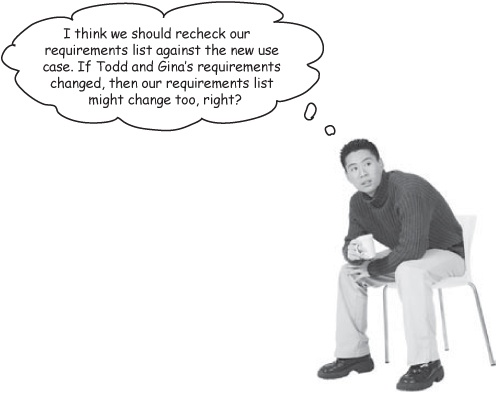 I think we should recheck our
requirements list against the new use
case. If Todd and Gina's requirements
changed, then our requirements list
might change too, right?